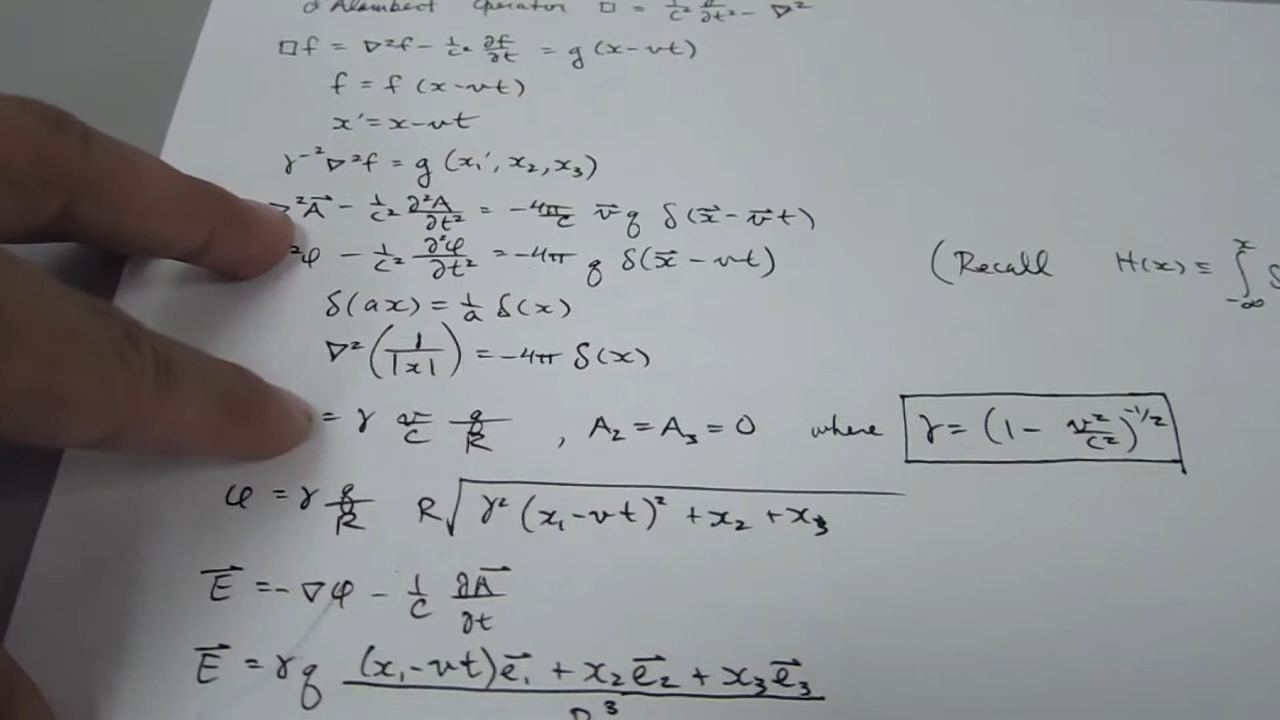 d'Alambert Operator □ = 1/c² ∂/∂t² - ∇²
□f = ∇²f - 1/c² ∂f/∂t = g(x-vt)
f = f(x-vt)
x' = x-vt
γ⁻²∇²f = g(x₁', x₂, x₃)
∇²A⃗ - 1/c² ∂²A/∂t² = -4π/c v⃗ q δ(x⃗-v⃗t)
²φ - 1/c² ∂²φ/∂t² = -4π q δ(x⃗-vt)
(Recall H(x) ≡ ∫_{-∞}^{x} δ
δ(ax) = 1/a δ(x)
∇²(1/|x|) = -4π δ(x)
= γ v/c q/R , A₂ = A₃ = 0 where γ = (1 - v²/c²)^{-1/2}
φ = γ q/R R√(γ²(x₁-vt)² + x₂ + x₃)
E⃗ = -∇φ - 1/c ∂A⃗/∂t
E⃗ = γq ((x₁-vt)e⃗₁ + x₂e⃗₂ + x₃e⃗₃)/R³